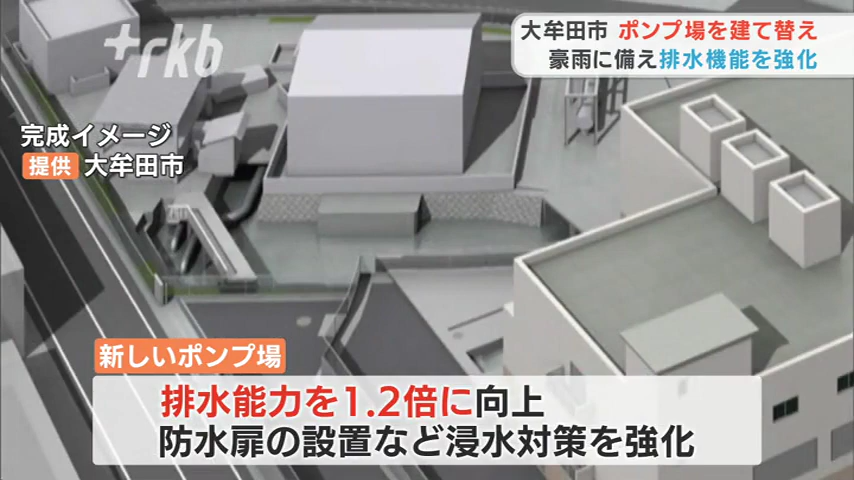 +rkb
大牟田市 ポンプ場を建て替え
豪雨に備え排水機能を強化
完成イメージ
提供 大牟田市
新しいポンプ場
排水能力を1.2倍に向上
防水扉の設置など浸水対策を強化